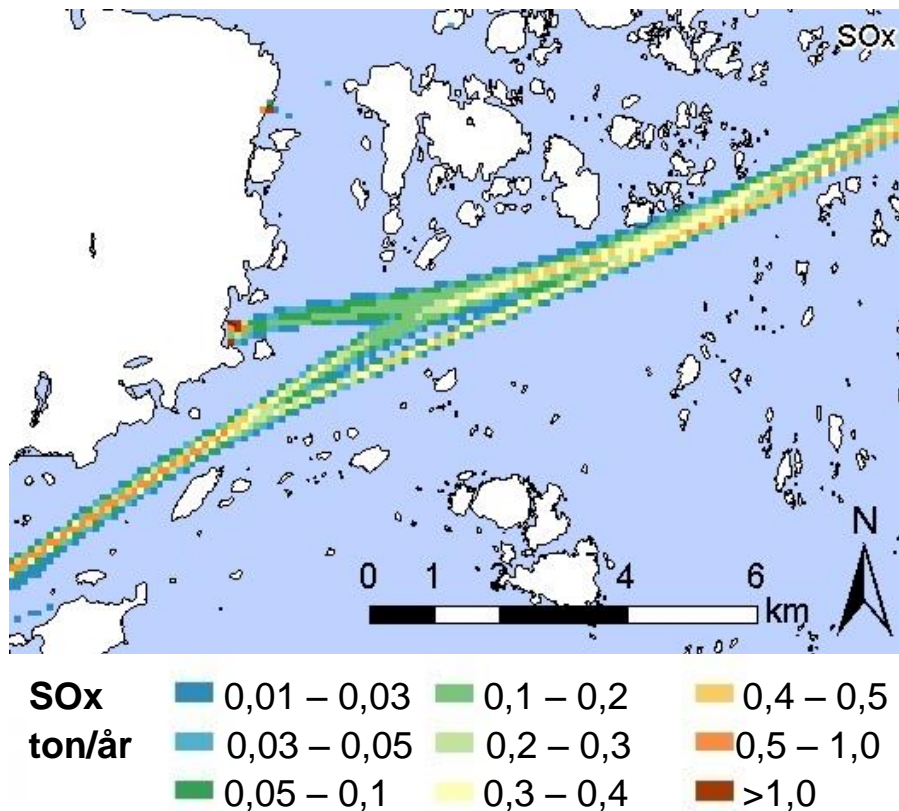 SOx
N
0 1 2 4 6
km
SOx
ton/år
0,01 – 0,03
0,03 – 0,05
0,05 – 0,1
0,1 – 0,2
0,2 – 0,3
0,3 – 0,4
0,4 – 0,5
0,5 – 1,0
>1,0